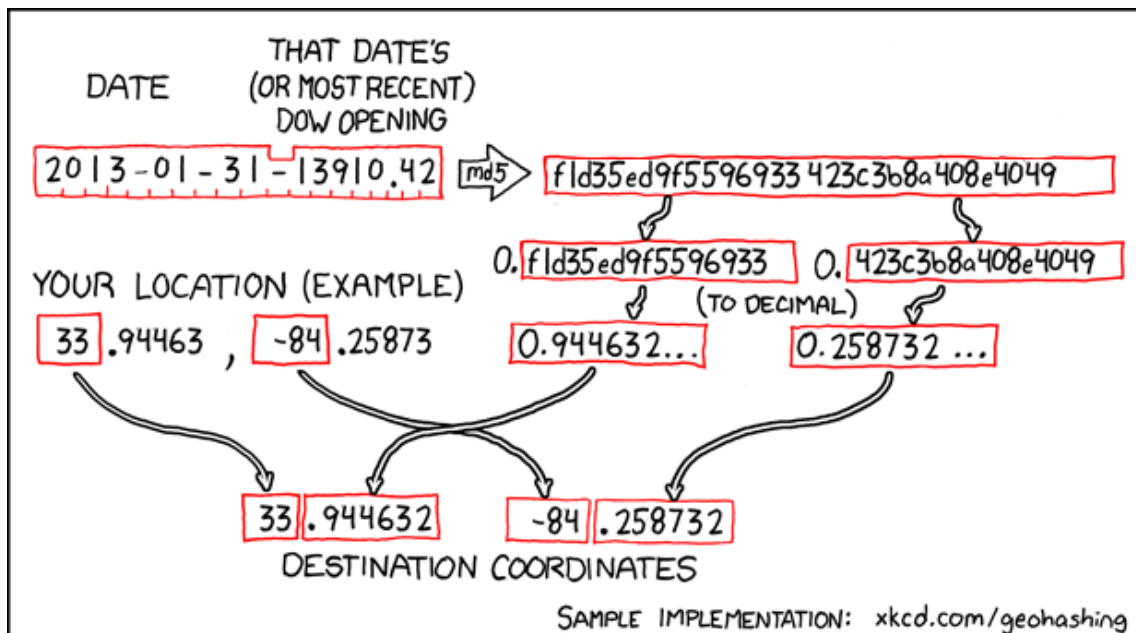 DATE
THAT DATE'S
(OR MOST RECENT)
DOW OPENING
2013-01-31-13910.42
md5
f1d35ed9f5596933423c3b8a408e4049
0.f1d35ed9f5596933
0.423c3b8a408e4049
(TO DECIMAL)
YOUR LOCATION (EXAMPLE)
33.94463, -84.25873
0.944632...
0.258732...
33.944632
-84.258732
DESTINATION COORDINATES
SAMPLE IMPLEMENTATION: xkcd.com/geohashing